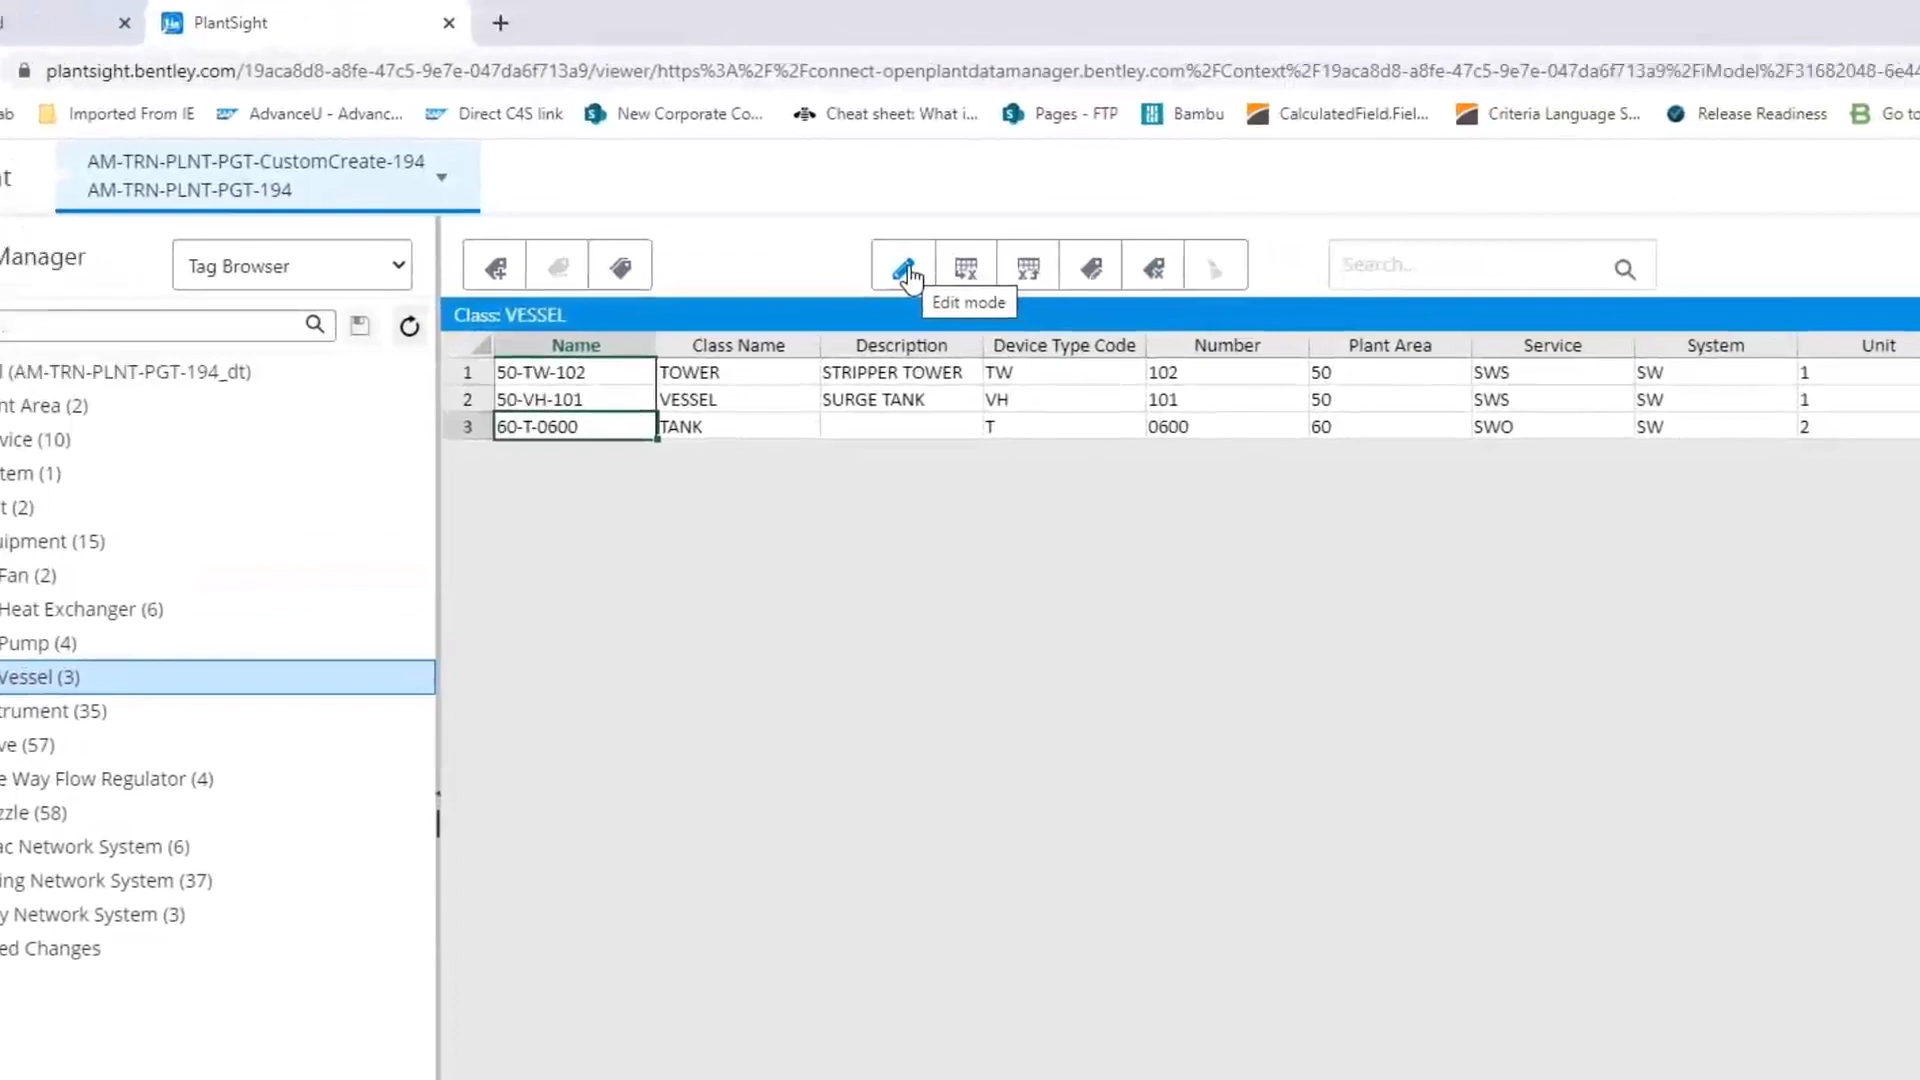 d
PlantSight
plantsight.bentley.com/19aca8d8-a8fe-47c5-9e7e-047da6f713a9/viewer/https%3A%2F%2Fconnect-openplantdatamanager.bentley.com%2FContext%2F19aca8d8-a8fe-47c5-9e7e-047da6f713a9%2FiModel%2F31682048-6e44
ab Imported From IE AdvanceU - Advanc... Direct C4S link New Corporate Co... Cheat sheet: What i... Pages - FTP Bambu CalculatedField.Fiel... Criteria Language S... Release Readiness Go to
nt
AM-TRN-PLNT-PGT-CustomCreate-194
AM-TRN-PLNT-PGT-194
Manager Tag Browser
Search...
Edit mode
Class: VESSEL
Name Class Name Description Device Type Code Number Plant Area Service System Unit
1 50-TW-102 TOWER STRIPPER TOWER TW 102 50 SWS SW 1
2 50-VH-101 VESSEL SURGE TANK VH 101 50 SWS SW 1
3 60-T-0600 TANK T 0600 60 SWO SW 2
l (AM-TRN-PLNT-PGT-194_dt)
nt Area (2)
vice (10)
tem (1)
t (2)
uipment (15)
Fan (2)
Heat Exchanger (6)
Pump (4)
Vessel (3)
trument (35)
ve (57)
e Way Flow Regulator (4)
zzle (58)
ac Network System (6)
ing Network System (37)
y Network System (3)
ed Changes